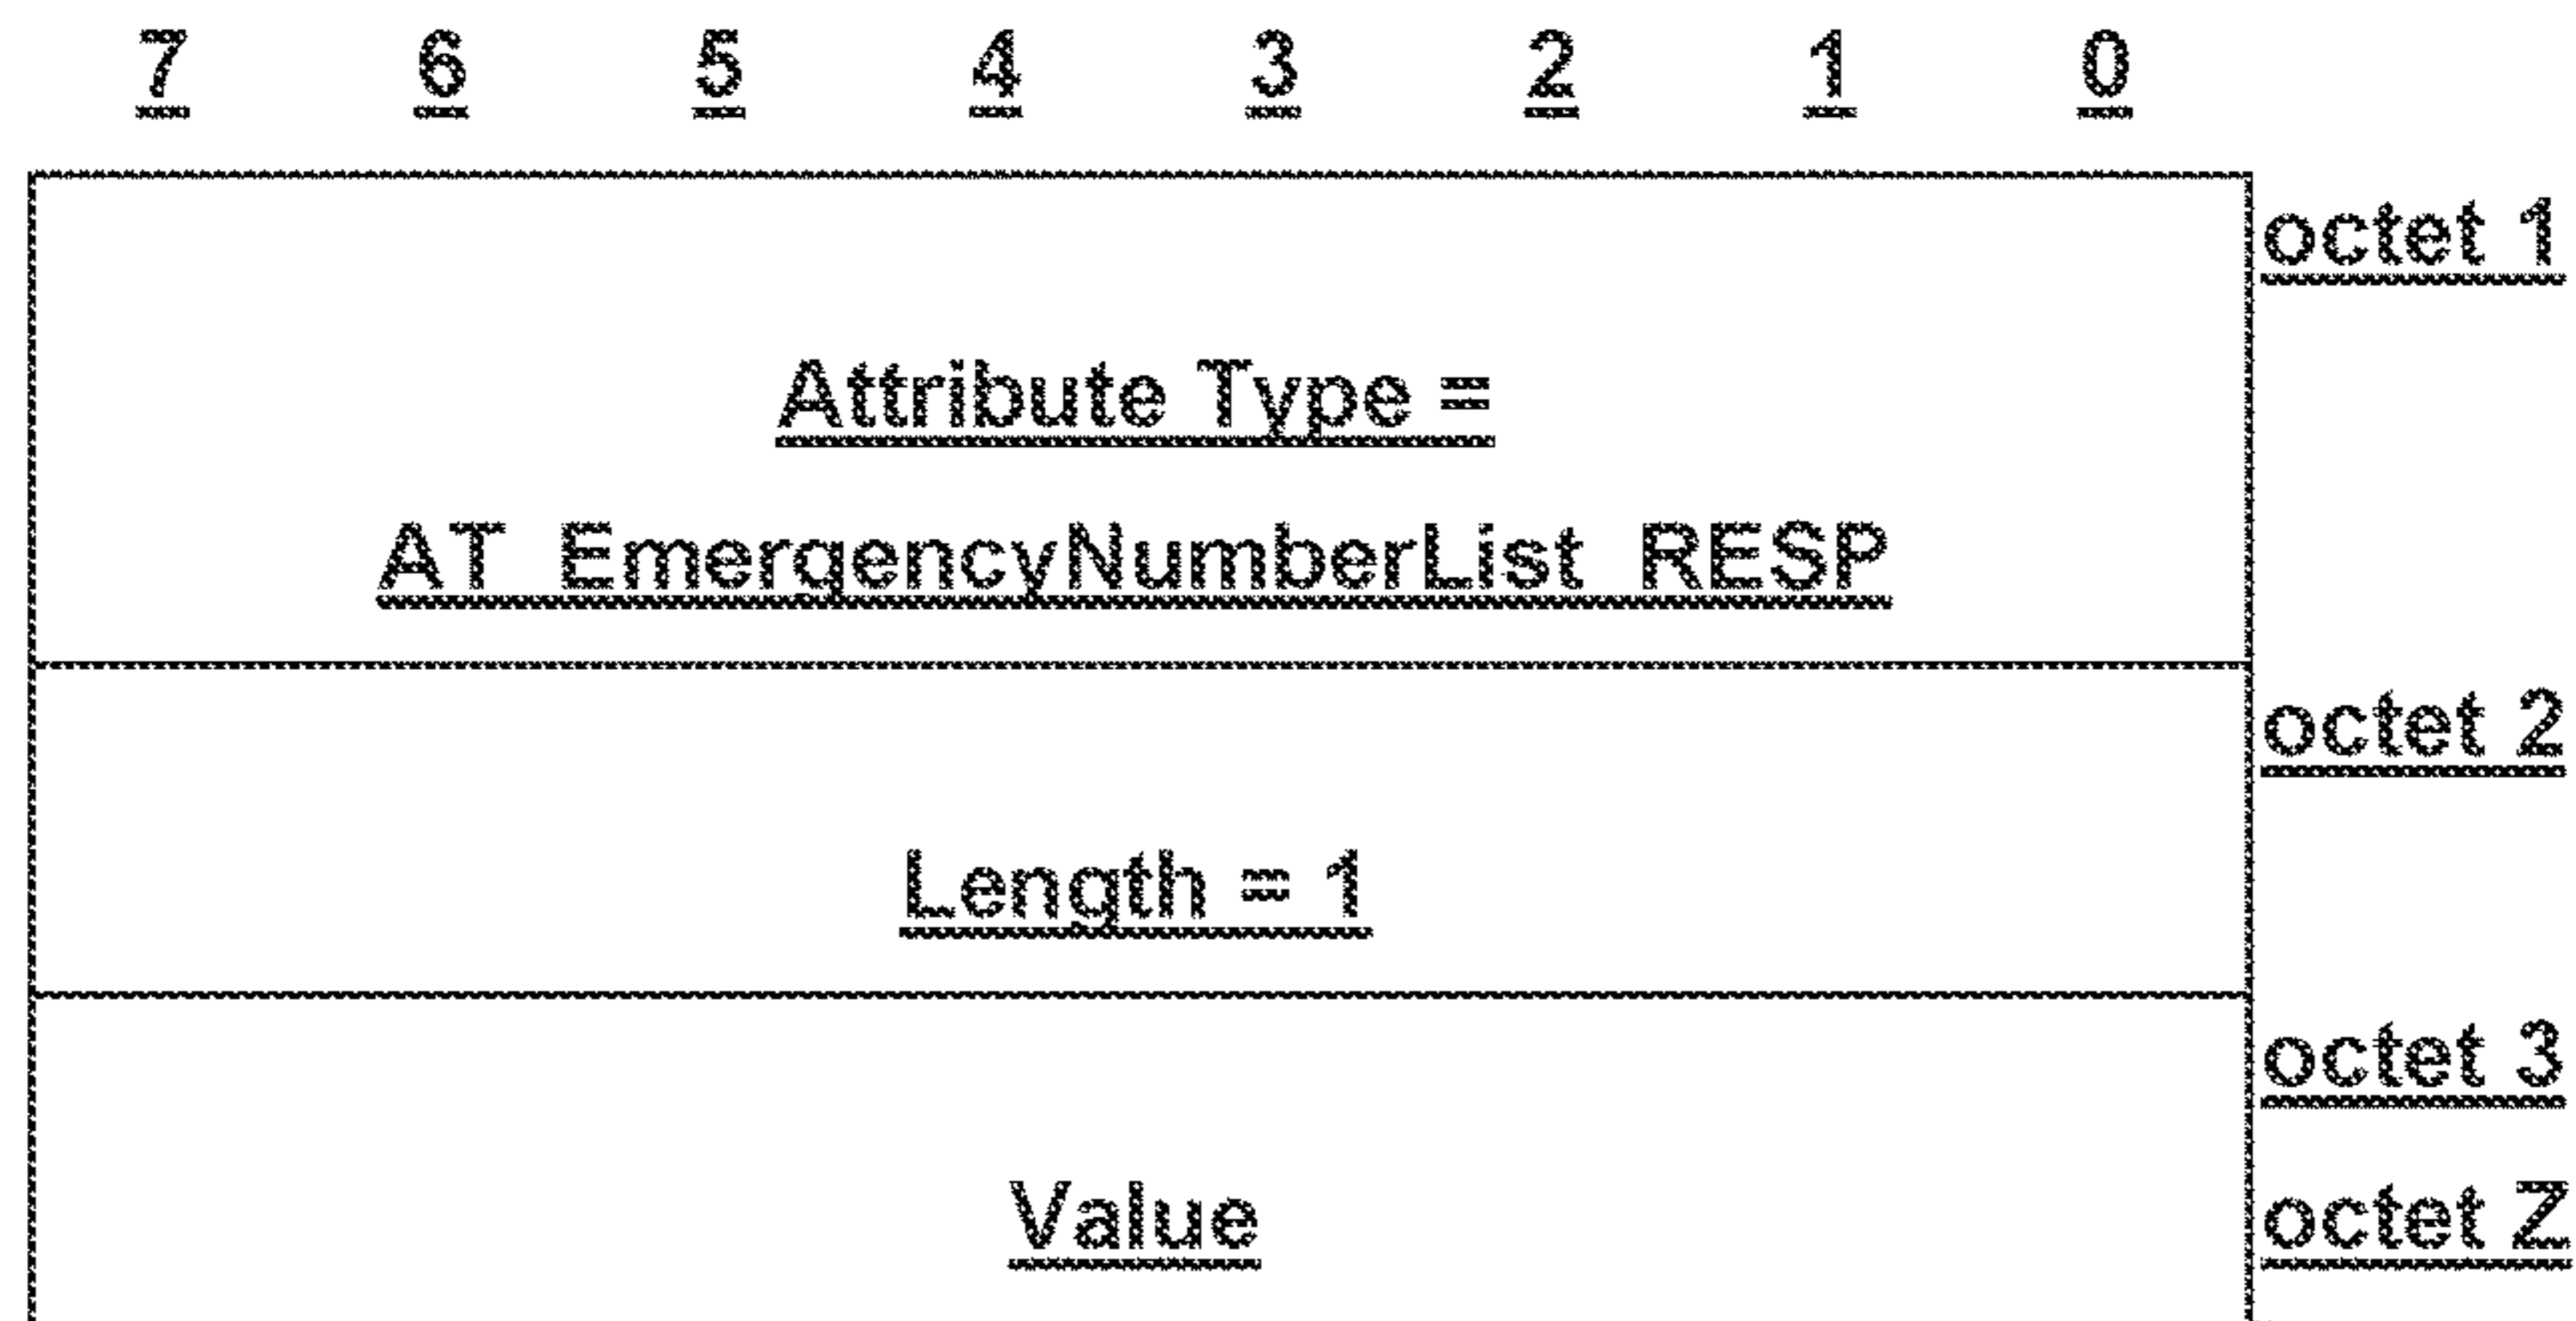 7 6 5 4 3 2 1 0
octet 1
Attribute Type =
AT_EmergencyNumberList_RESP
octet 2
Length = 1
octet 3
Value octet Z